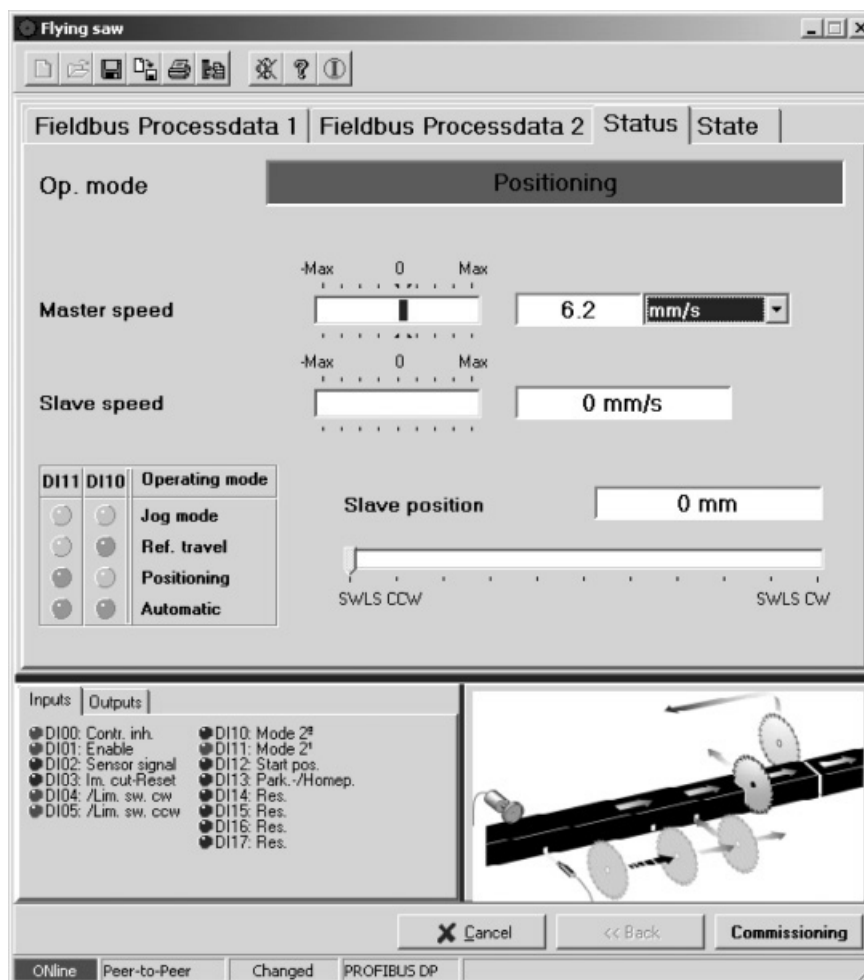 Flying saw
Fieldbus Processdata 1 Fieldbus Processdata 2 Status State
Op. mode Positioning
-Max 0 Max
Master speed 6.2 mm/s
-Max 0 Max
Slave speed 0 mm/s
DI11 DI10 Operating mode
Jog mode
Ref. travel
Positioning
Automatic
Slave position 0 mm
SWLS CCW SWLS CW
Inputs Outputs
DI00: Contr. inh.
DI01: Enable
DI02: Sensor signal
DI03: Im. cut-Reset
DI04: /Lim. sw. cw
DI05: /Lim. sw. ccw
DI10: Mode 2º
DI11: Mode 2¹
DI12: Start pos.
DI13: Park.-/Homep.
DI14: Res.
DI15: Res.
DI16: Res.
DI17: Res.
Cancel << Back Commissioning
ONline Peer-to-Peer Changed PROFIBUS DP